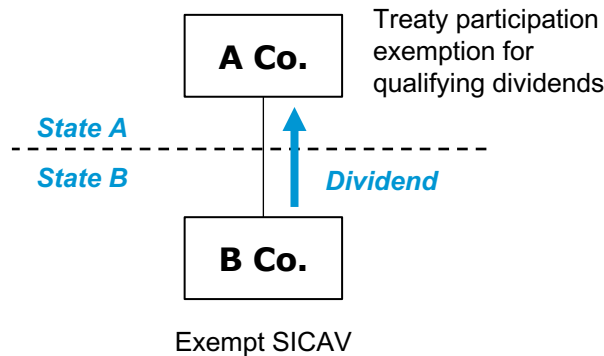 Treaty participation
exemption for
qualifying dividends
A Co.
State A
State B
Dividend
B Co.
Exempt SICAV